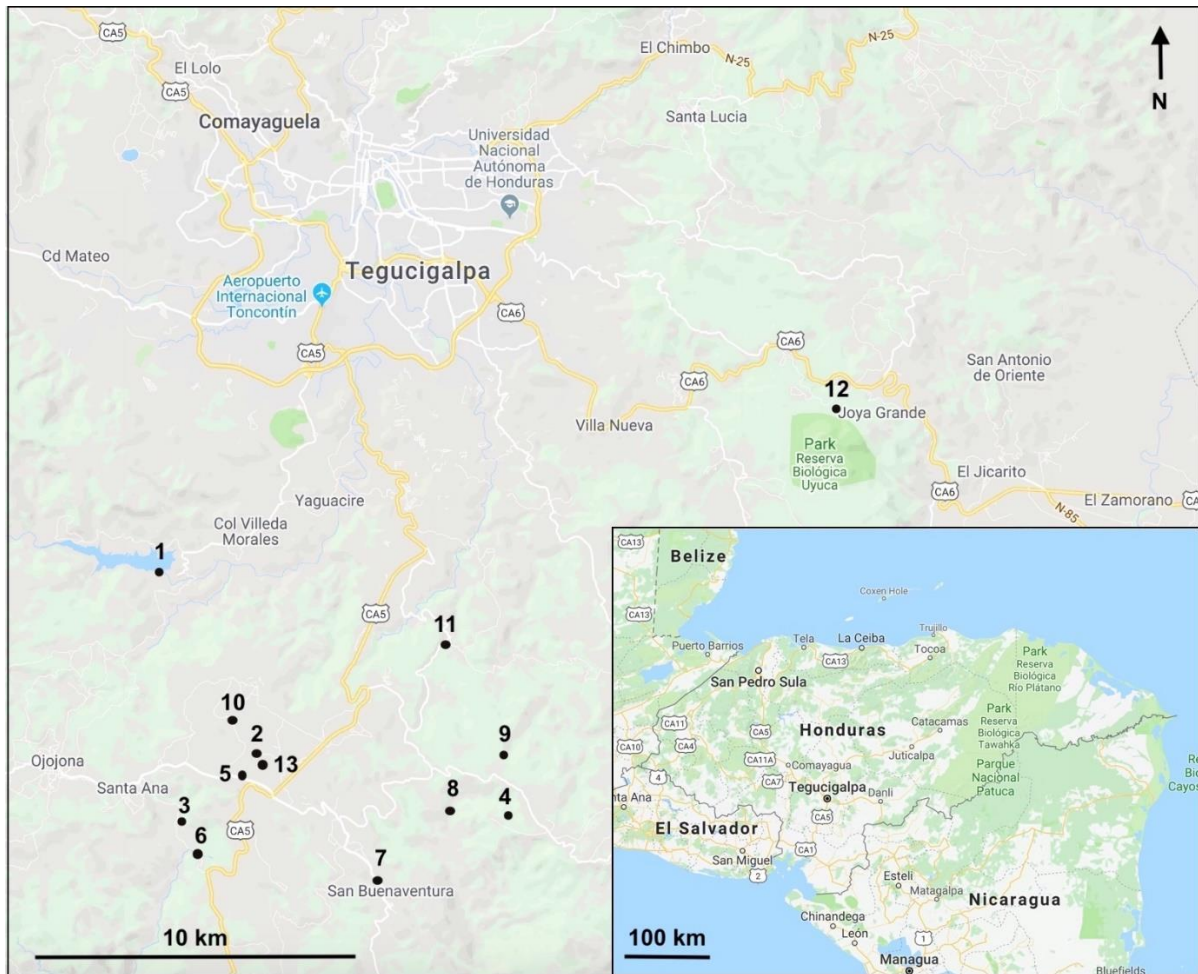 CA5
El Lolo
Comayaguela
El Chimbo
N-25
N-25
N
Santa Lucia
Universidad
Nacional
Autónoma
de Honduras
Cd Mateo
Tegucigalpa
Aeropuerto
Internacional
Toncontín
CA5
CA5
CA6
CA6
CA6
San Antonio
de Oriente
12
Joya Grande
Villa Nueva
Park
Reserva
Biológica
Uyuca
El Jicarito
CA6
El Zamorano
N-85
Yaguacire
Col Villeda
Morales
1
CA5
11
10
2
13
9
5
Ojojona
Santa Ana
3
8
4
CA5
6
7
San Buenaventura
10 km
CA13
Belize
CA13
Coxen Hole
Puerto Barrios
Tela
La Ceiba
Trujillo
CA13
Tocoa
San Pedro Sula
Park
Reserva
Biológica
Río Plátano
CA11
CA10
CA4
CA5
Honduras
Catacamas
Park
Reserva
Biológica
Tawahka
CA11A
Juticalpa
Comayagua
CA7
4
Parque
Nacional
Patuca
Tegucigalpa
Danlí
nta Ana
CA5
El Salvador
CA1
San Miguel
2
Estelí
Matagalpa
Nicaragua
Chinandega
León
1
100 km
Managua
Bluefields
Re
Bio
Cayos